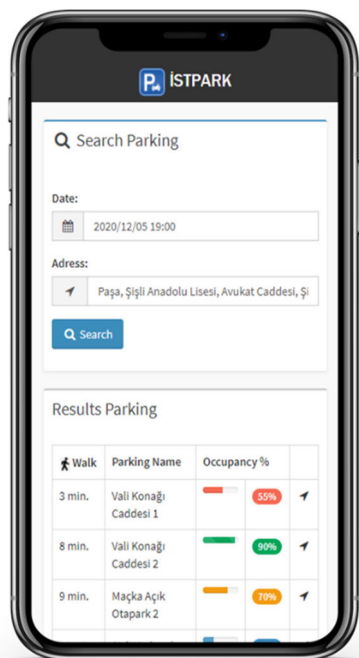 P
İSTPARK
Search Parking
Date:
2020/12/05 19:00
Adress:
Paşa, Şişli Anadolu Lisesi, Avukat Caddesi, Şi
Search
Results Parking
Walk Parking Name Occupancy %
3 min. Vali Konağı 55%
Caddesi 1
8 min. Vali Konağı 90%
Caddesi 2
9 min. Maçka Açık 70%
Otapark 2